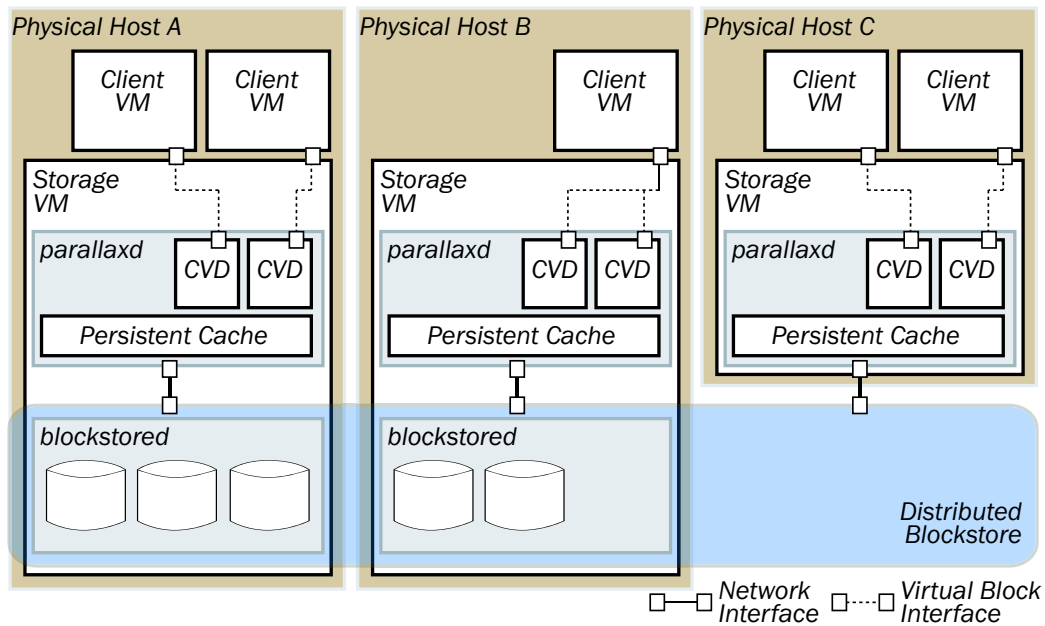 Physical Host A
Client
VM
Client
VM
Storage
VM
parallaxd
CVD
CVD
Persistent Cache
blockstored
Physical Host B
Client
VM
Storage
VM
parallaxd
CVD
CVD
Persistent Cache
blockstored
Physical Host C
Client
VM
Client
VM
Storage
VM
parallaxd
CVD
CVD
Persistent Cache
Distributed
Blockstore
Network
Interface
Virtual Block
Interface